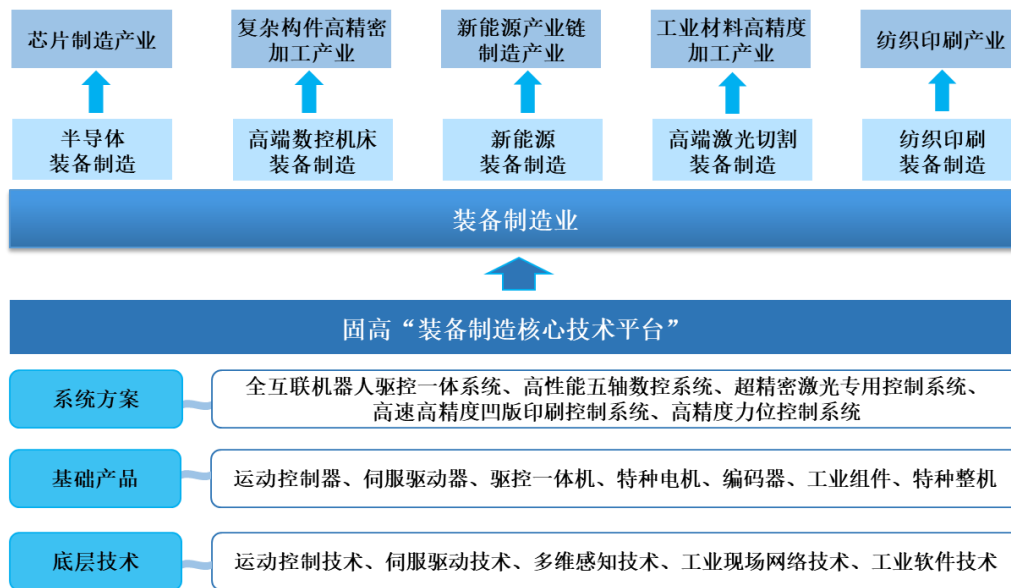 芯片制造产业
复杂构件高精密
加工产业
新能源产业链
制造产业
工业材料高精度
加工产业
纺织印刷产业
半导体
装备制造
高端数控机床
装备制造
新能源
装备制造
高端激光切割
装备制造
纺织印刷
装备制造
装备制造业
固高“装备制造核心技术平台”
系统方案
全互联机器人驱控一体系统、高性能五轴数控系统、超精密激光专用控制系统、
高速高精度凹版印刷控制系统、高精度力位控制系统
基础产品
运动控制器、伺服驱动器、驱控一体机、特种电机、编码器、工业组件、特种整机
底层技术
运动控制技术、伺服驱动技术、多维感知技术、工业现场网络技术、工业软件技术